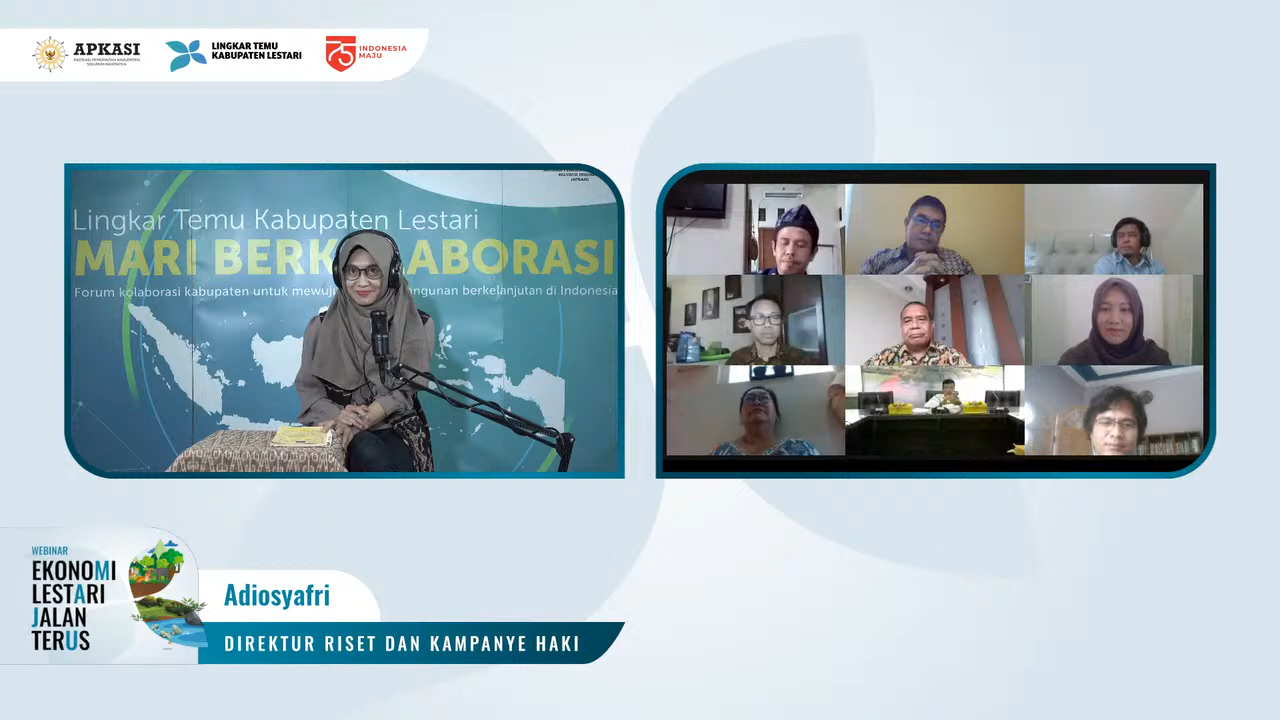 APKASI
ASOSIASI PEMERINTAH KABUPATEN
SELURUH INDONESIA
LINGKAR TEMU
KABUPATEN LESTARI
75
INDONESIA
MAJU
Lingkar Temu Kabupaten Lestari
MARI BERK ABORASI
Forum kolaborasi kabupaten untuk mewuju angunan berkelanjutan di Indonesia
WEBINAR
EKONOMI
LESTARI
JALAN
TERUS
Adiosyafri
DIREKTUR RISET DAN KAMPANYE HAKI